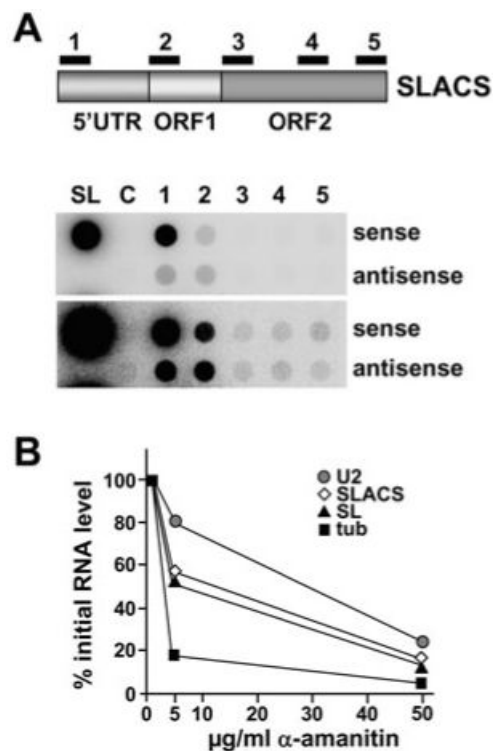 A
1 2 3 4 5
SLACS
5'UTR ORF1 ORF2
SL C 1 2 3 4 5
sense
antisense
sense
antisense
B
% initial RNA level
100
80
60
40
20
0
0 5 10 20 30 40 50
µg/ml α-amanitin
U2
SLACS
SL
tub